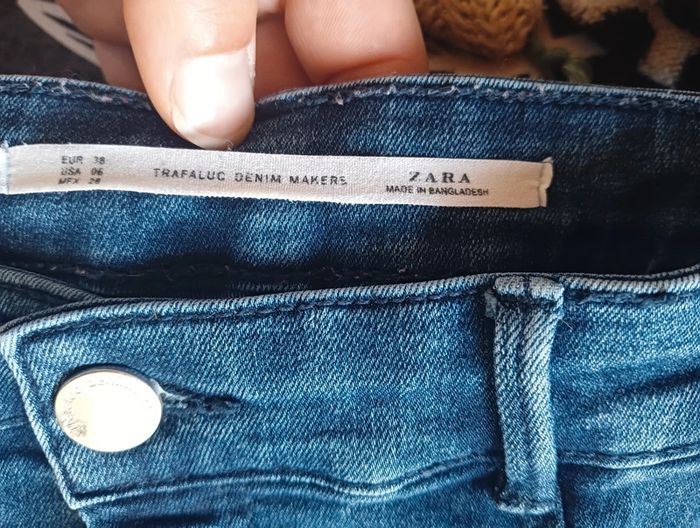 EUR 38
USA 06
MEX 28
TRAFALUC DENIM MAKERS
ZARA
MADE IN BANGLADESH